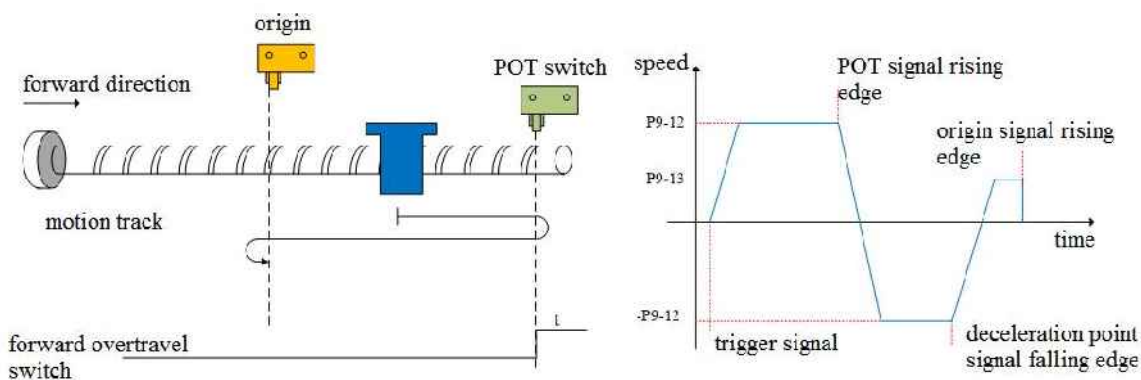 origin
forward direction
POT switch
motion track
forward overtravel
switch
speed
POT signal rising
edge
P9-12
origin signal rising
edge
P9-13
time
-P9-12
trigger signal
deceleration point
signal falling edge